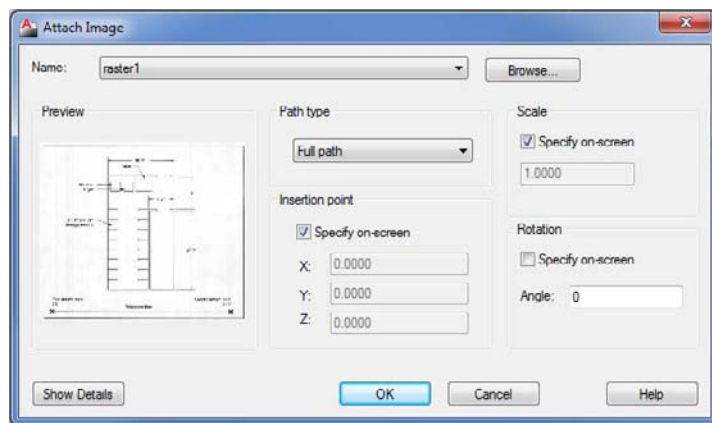 Attach Image
Name: raster1 Browse...
Preview
Path type
Full path
Insertion point
Specify on-screen
X: 0.0000
Y: 0.0000
Z: 0.0000
Scale
Specify on-screen
1.0000
Rotation
Specify on-screen
Angle: 0
Show Details OK Cancel Help